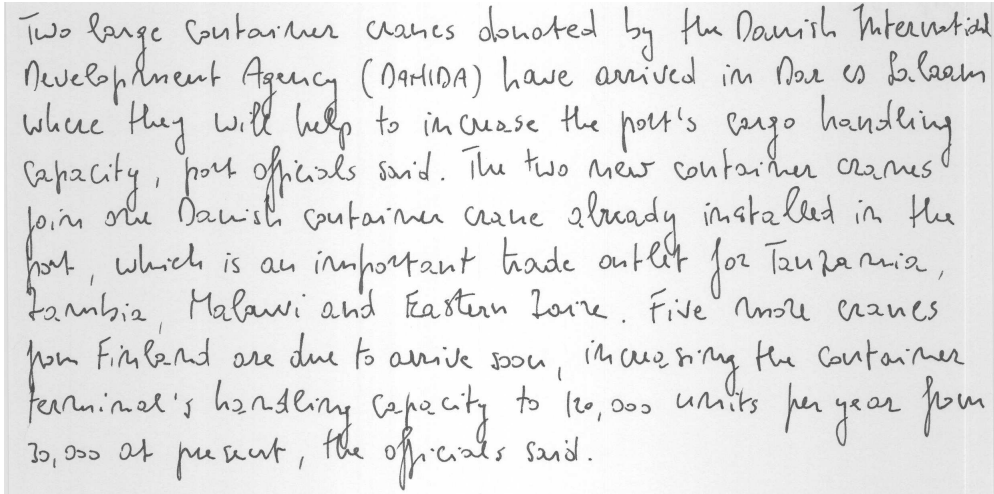 Two large container cranes donated by the Danish International
Development Agency (DANIDA) have arrived in Dar es Salaam
where they will help to increase the port's cargo handling
capacity, port officials said. The two new container cranes
join one Danish container crane already installed in the
port, which is an important trade outlet for Tanzania,
Zambia, Malawi and Eastern Zaire. Five more cranes
from Finland are due to arrive soon, increasing the container
terminal's handling capacity to 120,000 units per year from
30,000 at present, the officials said.